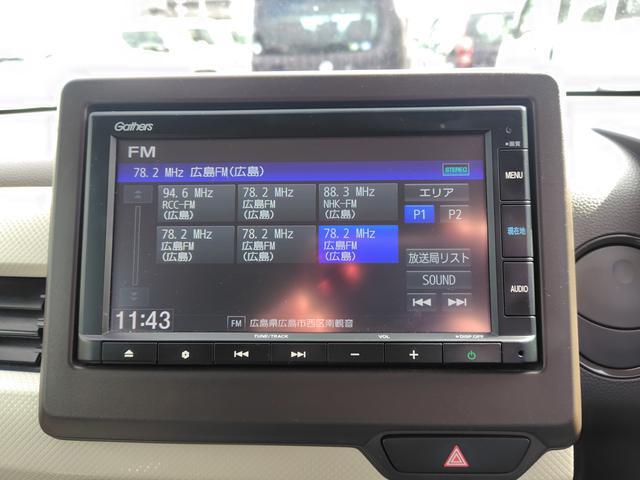 Gathers
画質
FM
78.2 MHz 広島FM(広島)
STEREO
94.6 MHz
RCC-FM
(広島)
78.2 MHz
広島FM
(広島)
88.3 MHz
NHK-FM
(広島)
エリア
P1
P2
78.2 MHz
広島FM
(広島)
78.2 MHz
広島FM
(広島)
78.2 MHz
広島FM
(広島)
放送局リスト
SOUND
11:43
FM 広島県広島市西区南観音
MENU
現在地
AUDIO
TUNE/TRACK
VOL
DISP OFF